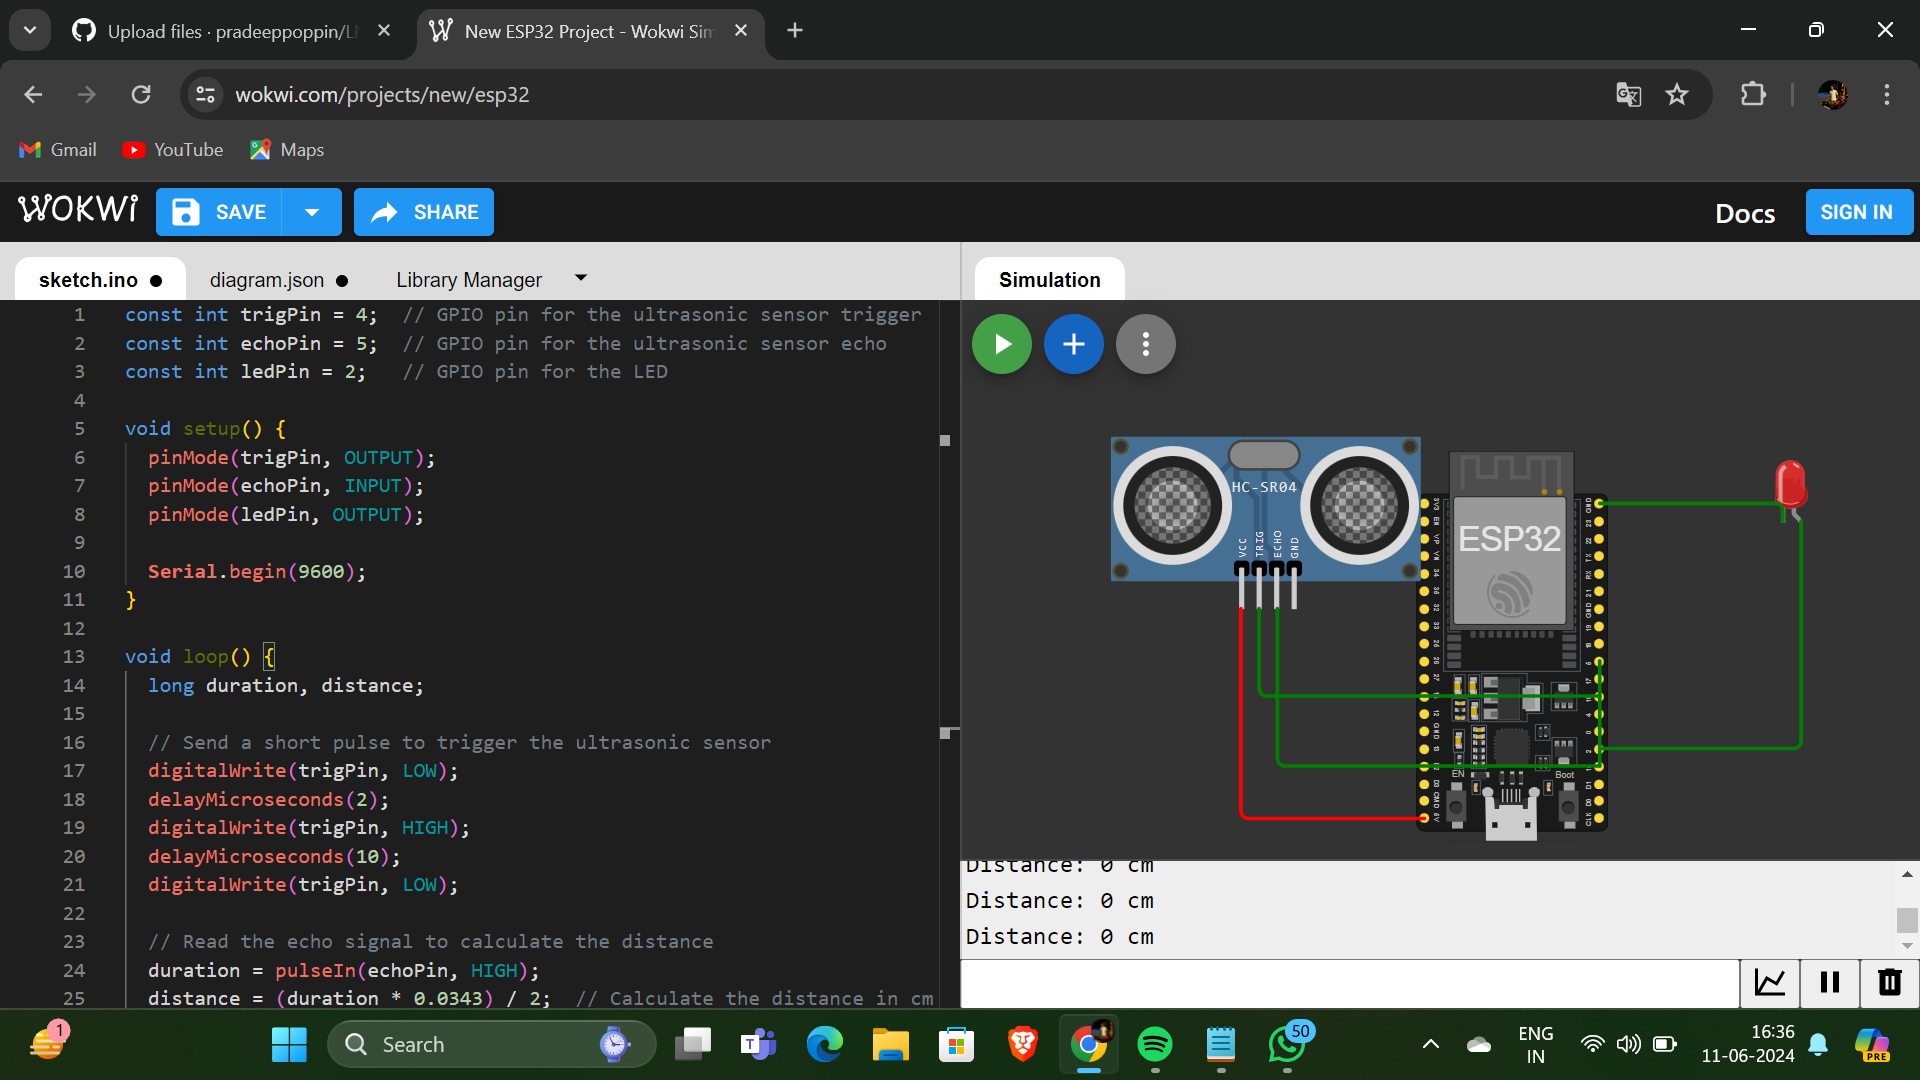 Upload files · pradeeppoppin/L
New ESP32 Project - Wokwi Sim
wokwi.com/projects/new/esp32
Gmail
YouTube
Maps
WOKWi
SAVE
SHARE
Docs
SIGN IN
sketch.ino
diagram.json
Library Manager
Simulation
1 const int trigPin = 4;  // GPIO pin for the ultrasonic sensor trigger
2 const int echoPin = 5;  // GPIO pin for the ultrasonic sensor echo
3 const int ledPin = 2;   // GPIO pin for the LED
4
5 void setup() {
6   pinMode(trigPin, OUTPUT);
7   pinMode(echoPin, INPUT);
8   pinMode(ledPin, OUTPUT);
9
10   Serial.begin(9600);
11 }
12
13 void loop() {
14   long duration, distance;
15
16   // Send a short pulse to trigger the ultrasonic sensor
17   digitalWrite(trigPin, LOW);
18   delayMicroseconds(2);
19   digitalWrite(trigPin, HIGH);
20   delayMicroseconds(10);
21   digitalWrite(trigPin, LOW);
22
23   // Read the echo signal to calculate the distance
24   duration = pulseIn(echoPin, HIGH);
25   distance = (duration * 0.0343) / 2;  // Calculate the distance in cm
HC-SR04
VCC
TRIG
ECHO
GND
ESP32
EN
Boot
Distance: 0 cm
Distance: 0 cm
Distance: 0 cm
1
Search
50
ENG
IN
16:36
11-06-2024
PRE